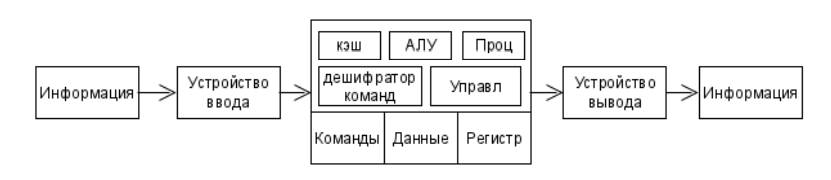 кэш
АЛУ
Проц
дешифратор
команд
Управл
Информация
Устройство
ввода
Устройство
вывода
Информация
Команды
Данные
Регистр